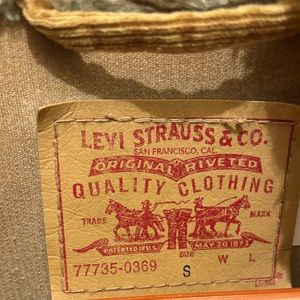 LEVI STRAUSS & CO.
SAN FRANCISCO, CAL.
ORIGINAL RIVETED
QUALITY CLOTHING
TRADE MARK
PATENTED IN U.S. MAY 20 1873
SIZE
77735-0369 S W L